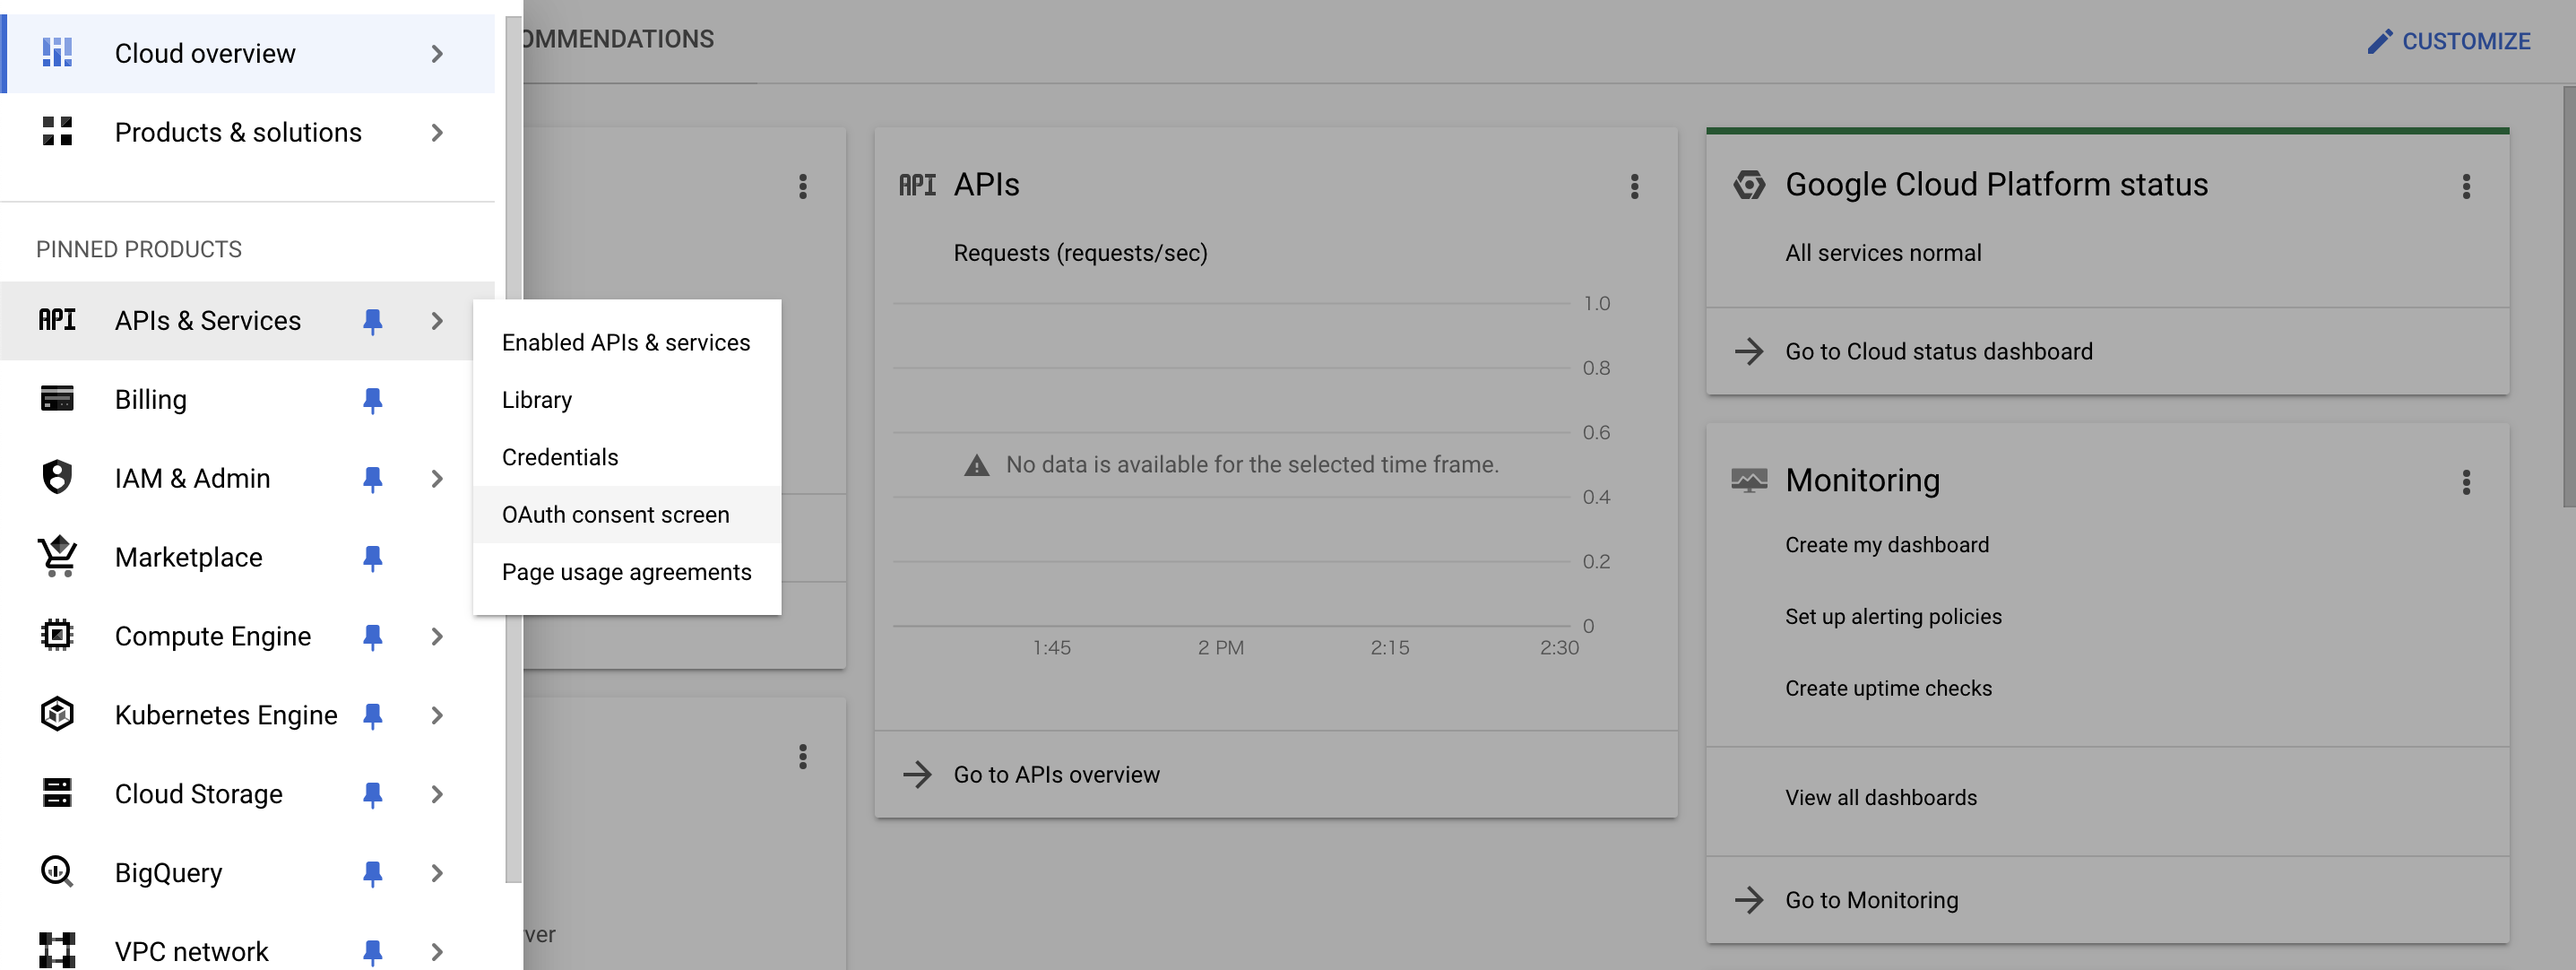 Cloud overview
Products & solutions
PINNED PRODUCTS
API APIs & Services
Billing
IAM & Admin
Marketplace
Compute Engine
Kubernetes Engine
Cloud Storage
BigQuery
VPC network
Enabled APIs & services
Library
Credentials
OAuth consent screen
Page usage agreements
OMMENDATIONS
CUSTOMIZE
ver
API APIs
Requests (requests/sec)
1.0
0.8
0.6
No data is available for the selected time frame.
0.4
0.2
0
1:45 2 PM 2:15 2:30
Go to APIs overview
Google Cloud Platform status
All services normal
Go to Cloud status dashboard
Monitoring
Create my dashboard
Set up alerting policies
Create uptime checks
View all dashboards
Go to Monitoring